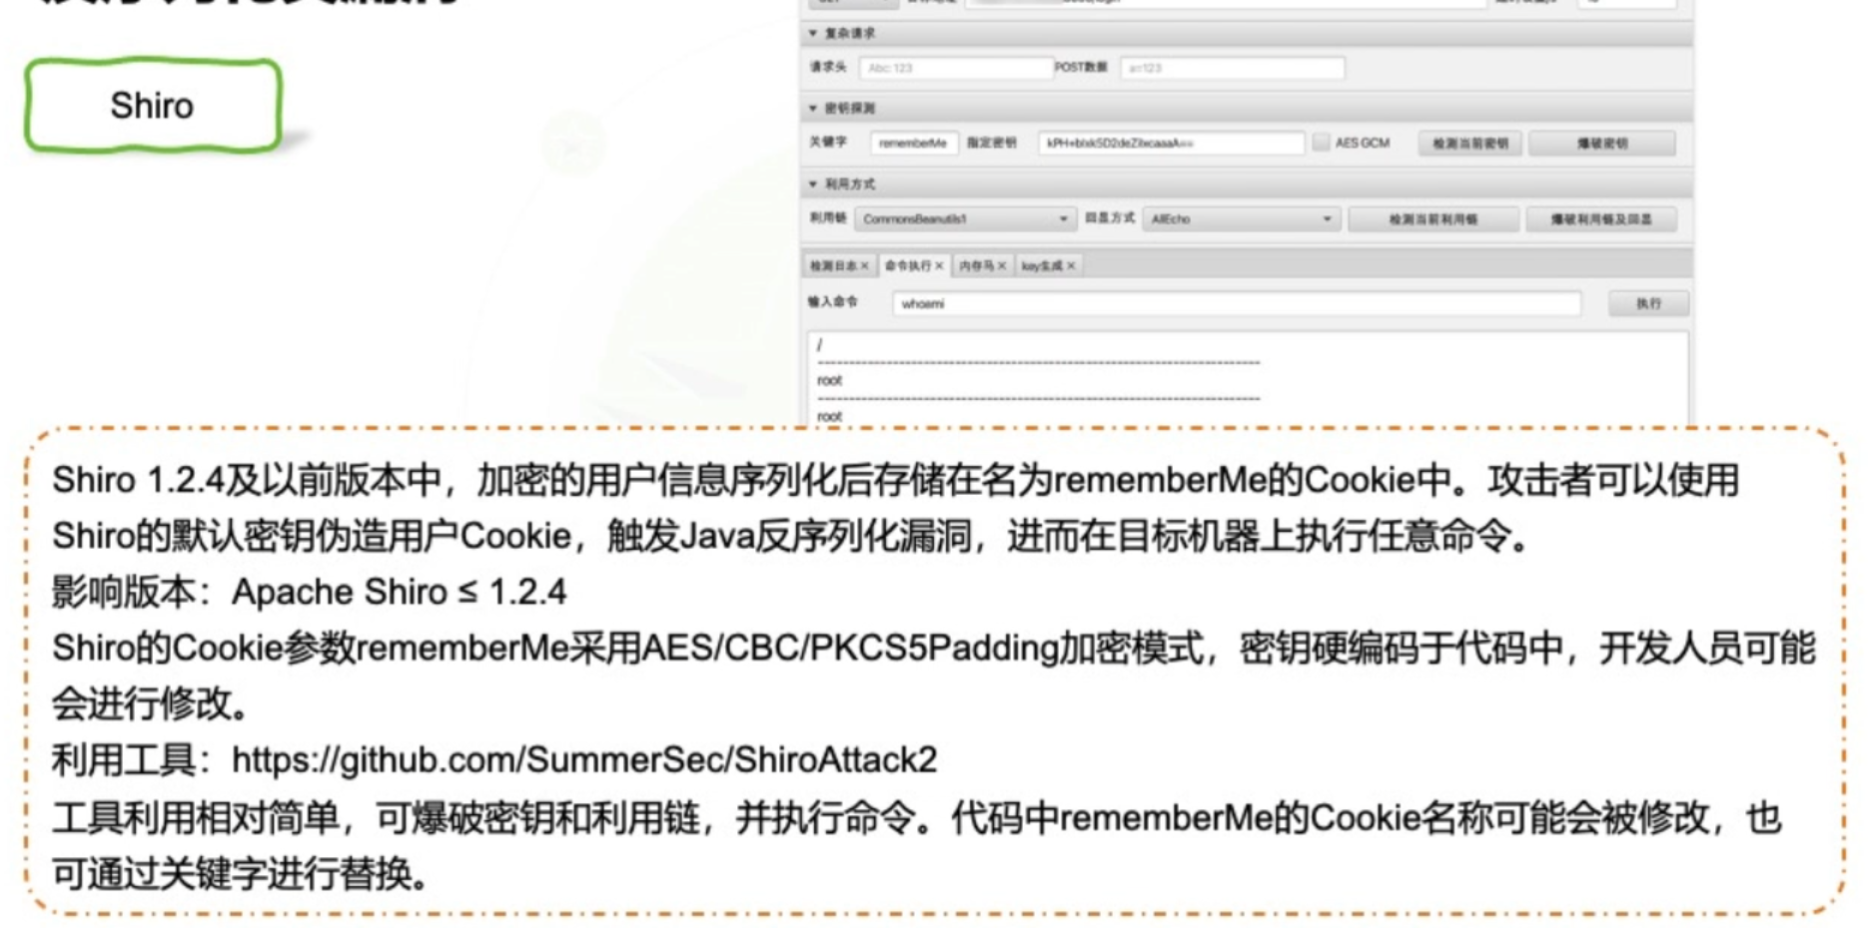 Shiro
复杂请求
请求头 Abc:123 POST数据 a=123
密钥探测
关键字 rememberMe 指定密钥 AES GCM 检测当前密钥 爆破密钥
利用方式
利用链 CommonsBeanutils1 回显方式 AllEcho 检测当前利用链 爆破利用链及回显
检测日志× 命令执行× 内存马× key生成×
输入命令 whoami 执行
/
root
root
Shiro 1.2.4及以前版本中，加密的用户信息序列化后存储在名为rememberMe的Cookie中。攻击者可以使用
Shiro的默认密钥伪造用户Cookie，触发Java反序列化漏洞，进而在目标机器上执行任意命令。
影响版本：Apache Shiro ≤ 1.2.4
Shiro的Cookie参数rememberMe采用AES/CBC/PKCS5Padding加密模式，密钥硬编码于代码中，开发人员可能
会进行修改。
利用工具：https://github.com/SummerSec/ShiroAttack2
工具利用相对简单，可爆破密钥和利用链，并执行命令。代码中rememberMe的Cookie名称可能会被修改，也
可通过关键字进行替换。